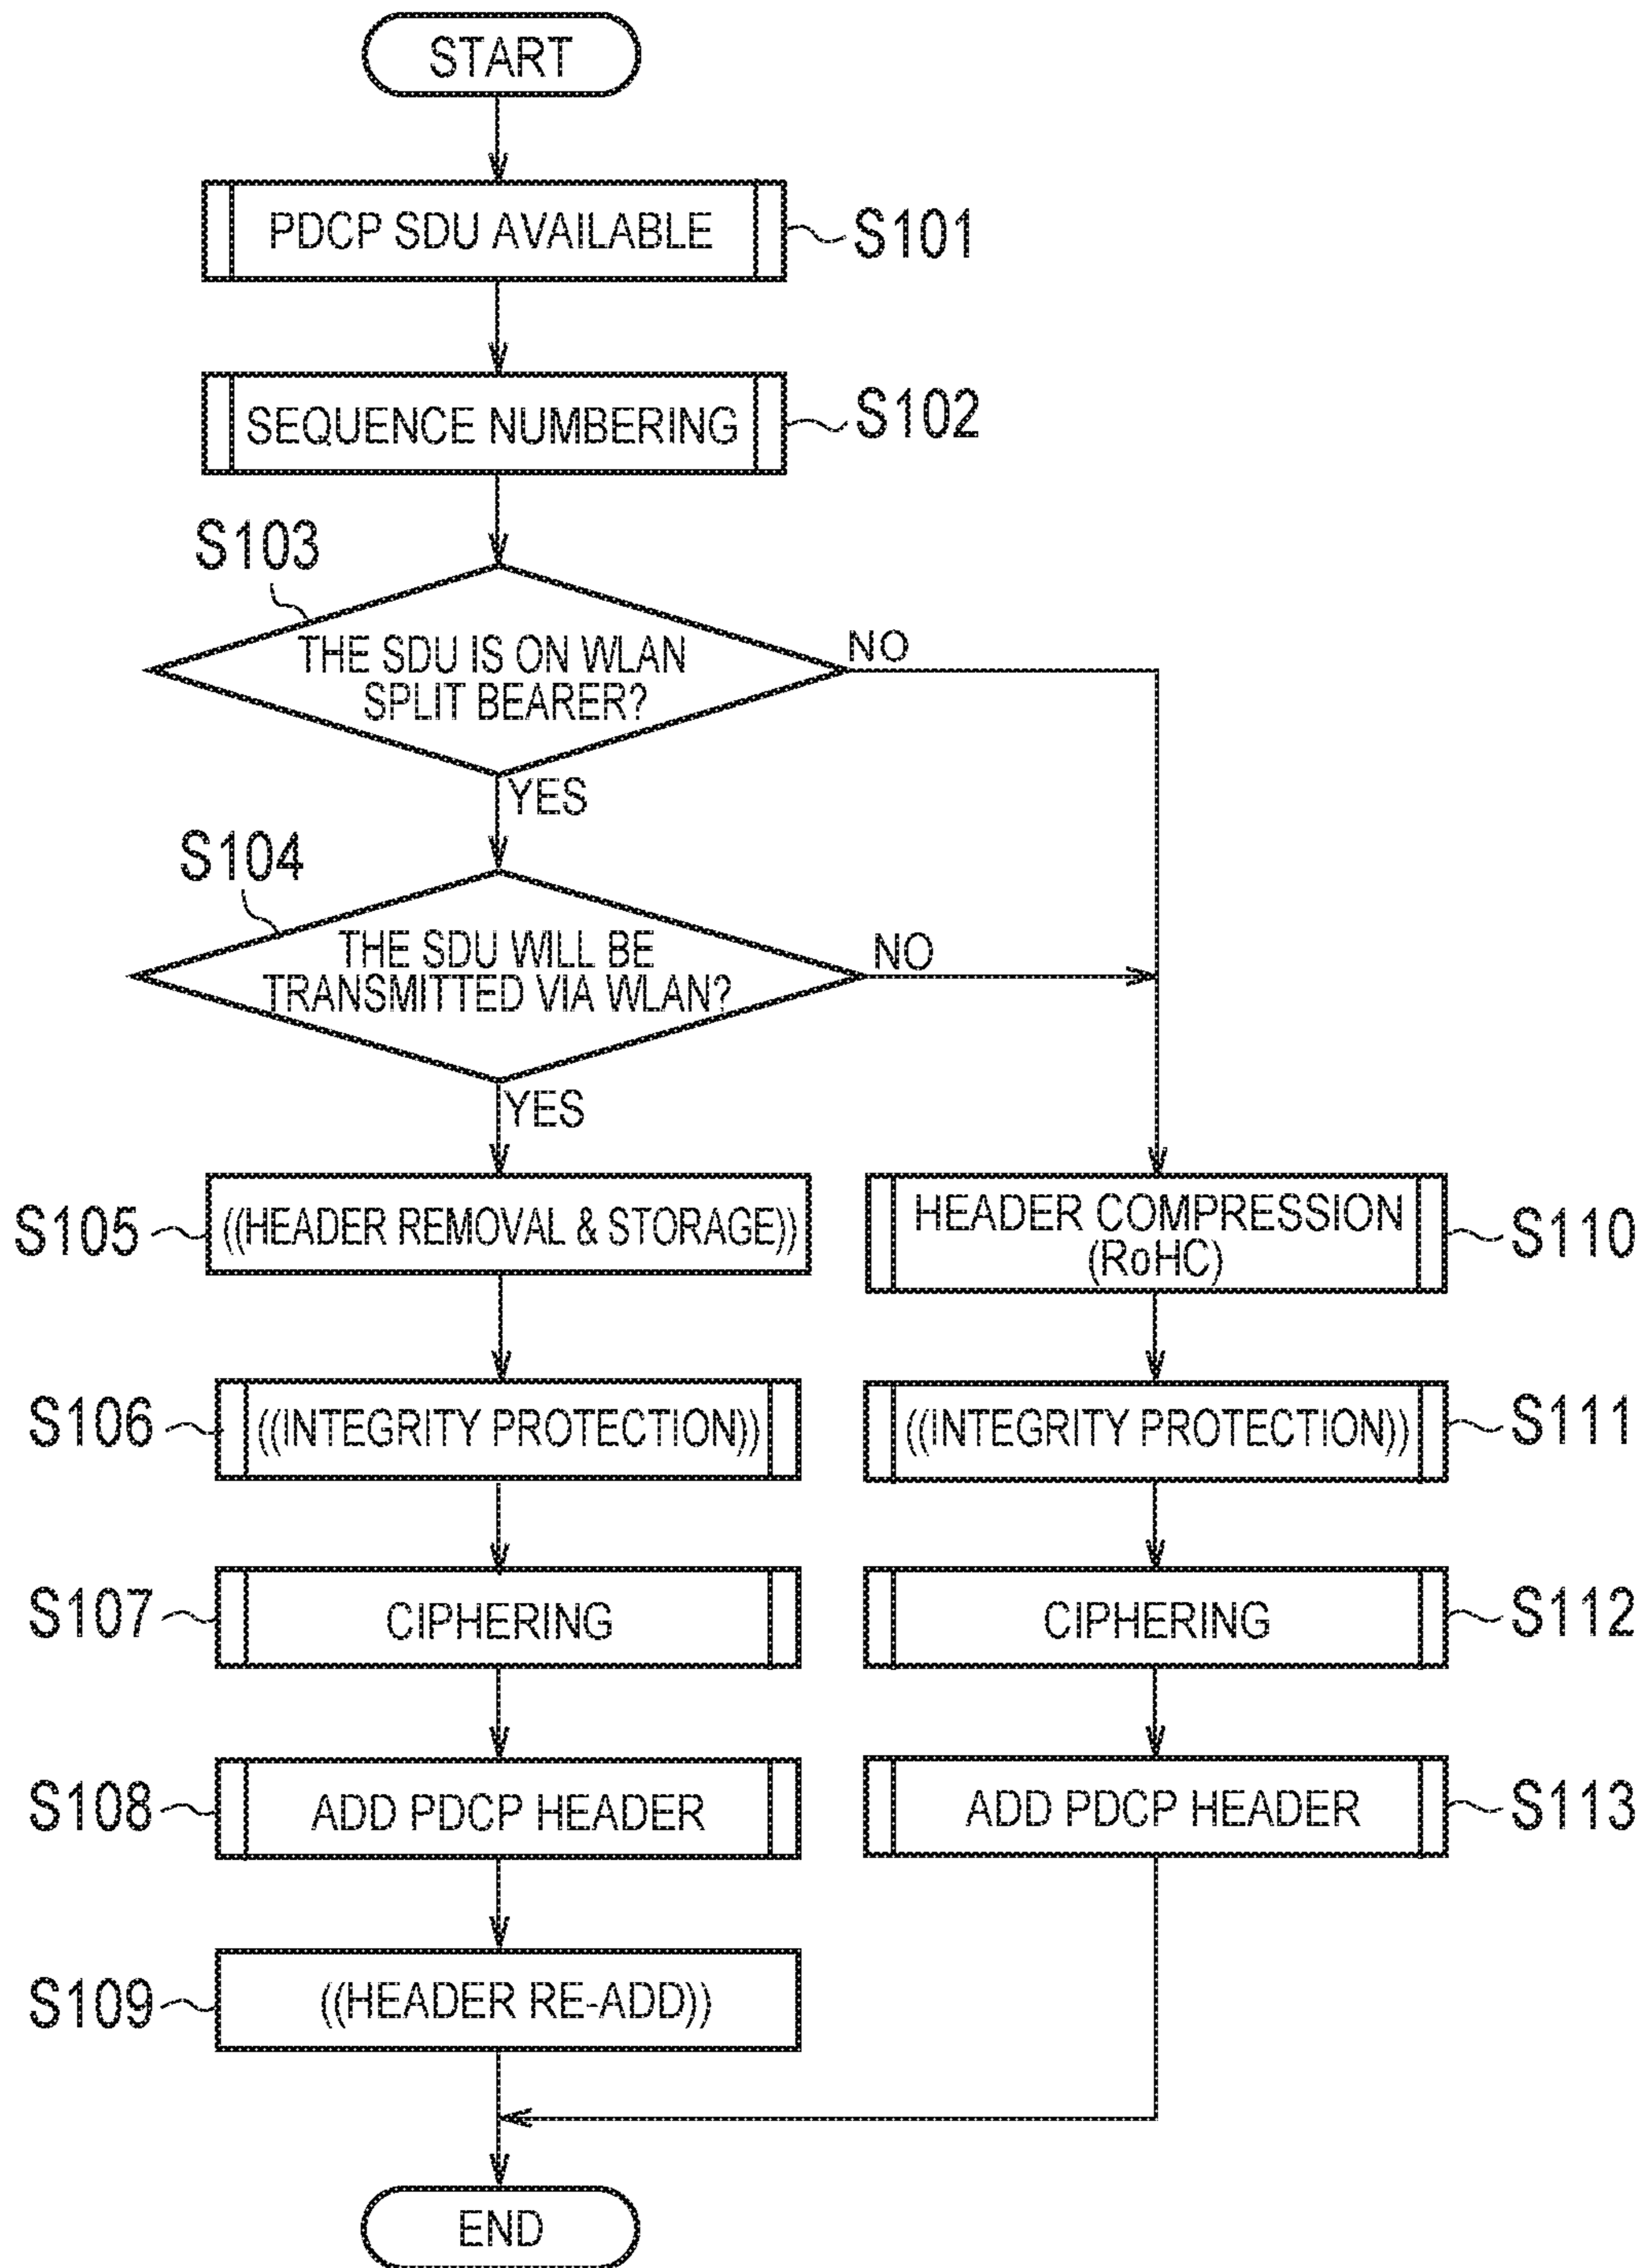 START
PDCP SDU AVAILABLE
S101
SEQUENCE NUMBERING
S102
S103
THE SDU IS ON WLAN
SPLIT BEARER?
NO
YES
S104
THE SDU WILL BE
TRANSMITTED VIA WLAN?
NO
YES
S105
((HEADER REMOVAL & STORAGE))
HEADER COMPRESSION
(RoHC)
S110
S106
((INTEGRITY PROTECTION))
((INTEGRITY PROTECTION))
S111
S107
CIPHERING
CIPHERING
S112
S108
ADD PDCP HEADER
ADD PDCP HEADER
S113
S109
((HEADER RE-ADD))
END